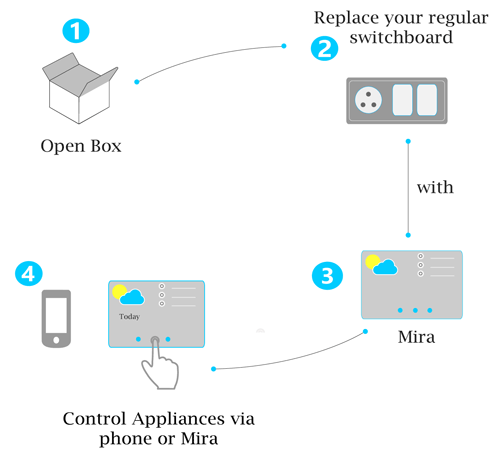 1
Open Box
Replace your regular
switchboard
2
with
3
Mira
4
Today
Control Appliances via
phone or Mira